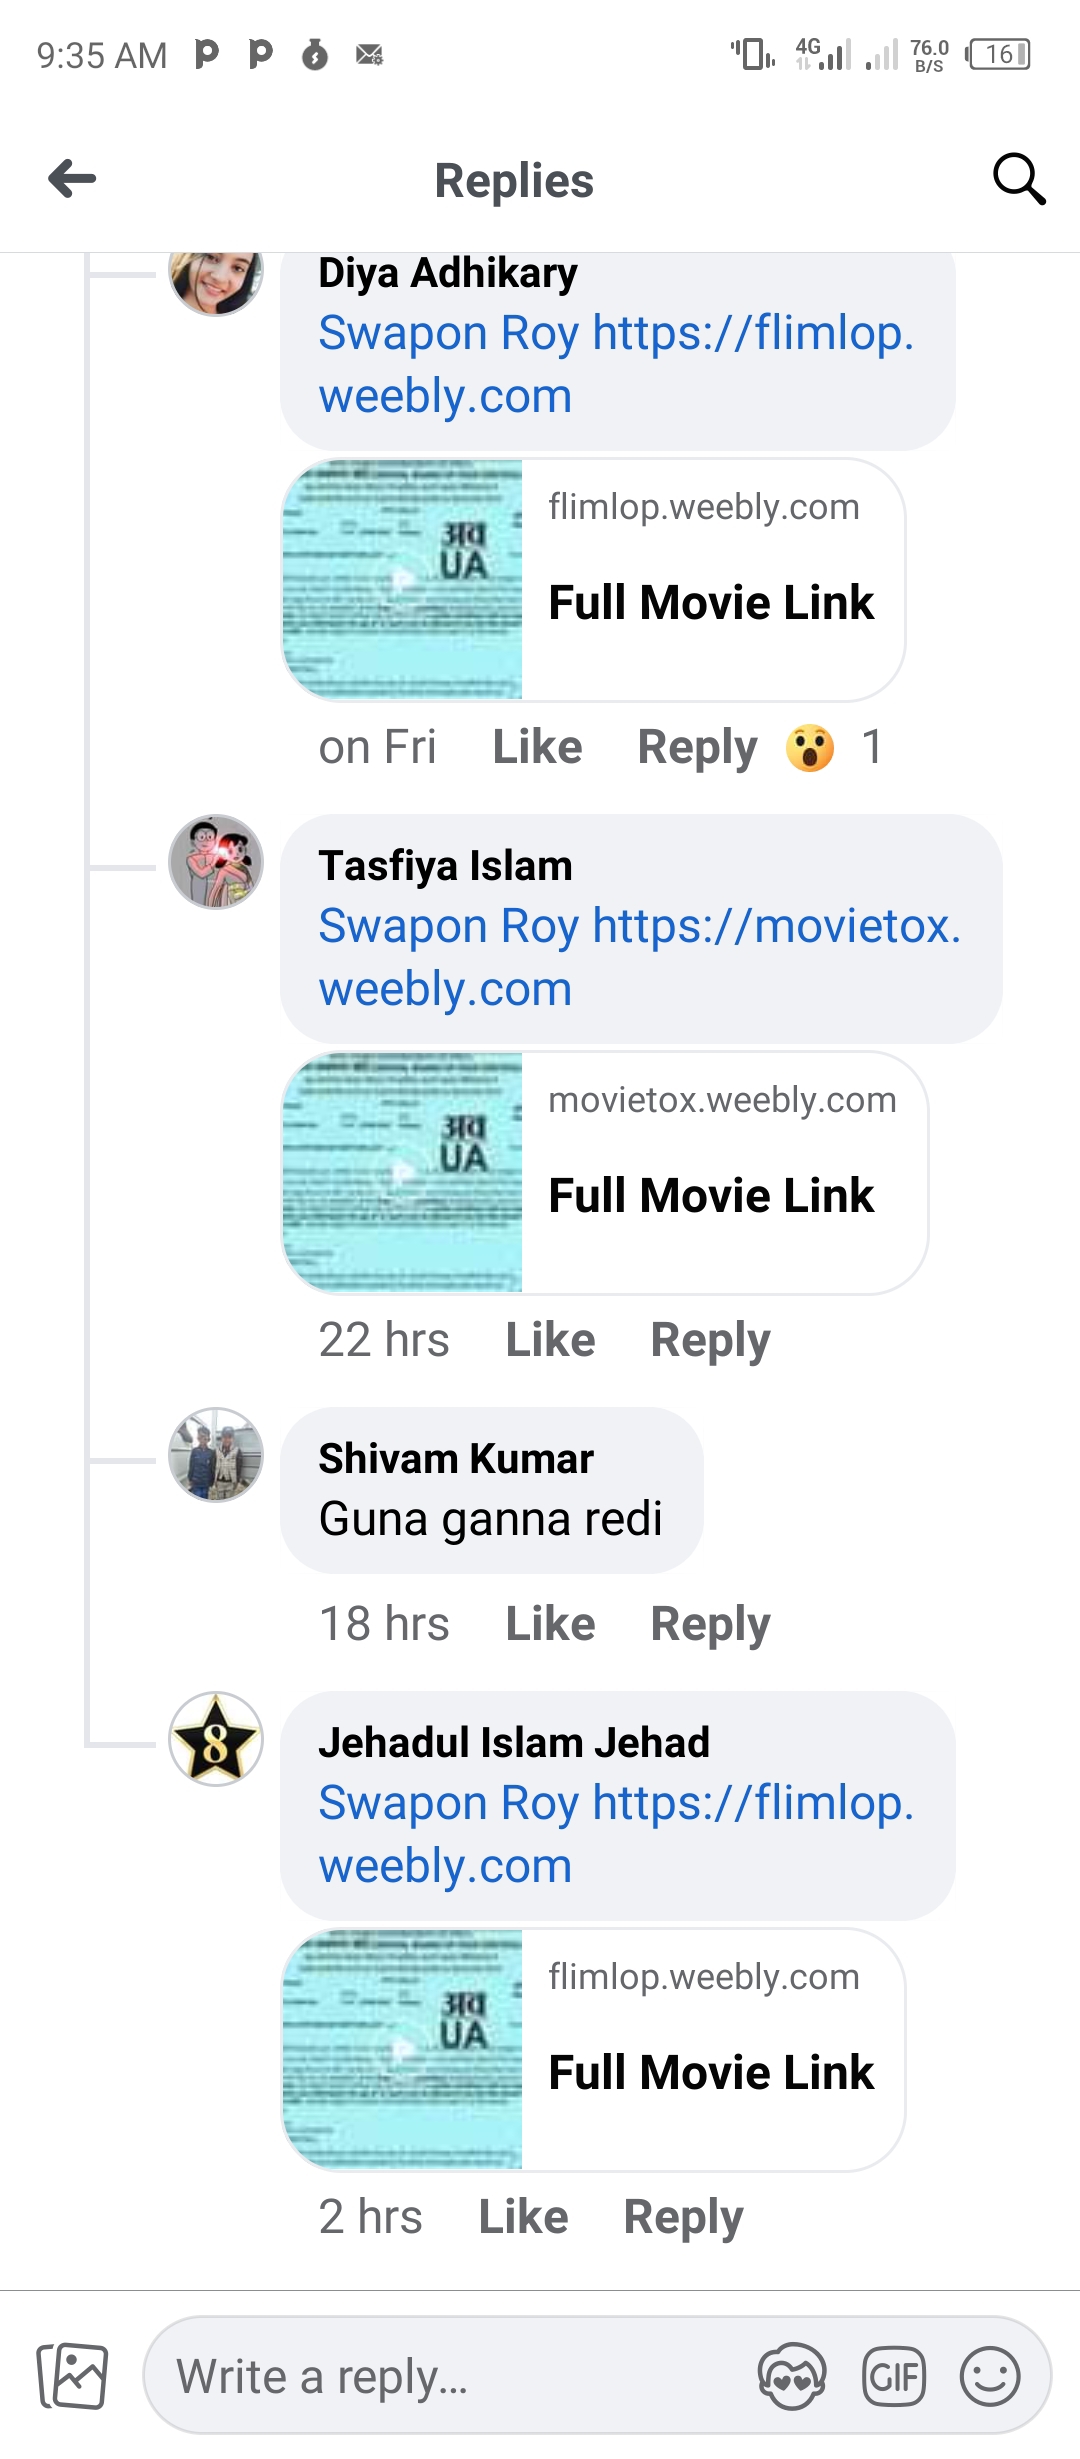 9:35 AM
4G
76.0
B/S
16
Replies
Diya Adhikary
Swapon Roy https://flimlop.
weebly.com
flimlop.weebly.com
अव
UA
Full Movie Link
on Fri Like Reply 1
Tasfiya Islam
Swapon Roy https://movietox.
weebly.com
movietox.weebly.com
अव
UA
Full Movie Link
22 hrs Like Reply
Shivam Kumar
Guna ganna redi
18 hrs Like Reply
8
Jehadul Islam Jehad
Swapon Roy https://flimlop.
weebly.com
flimlop.weebly.com
अव
UA
Full Movie Link
2 hrs Like Reply
Write a reply...
GIF